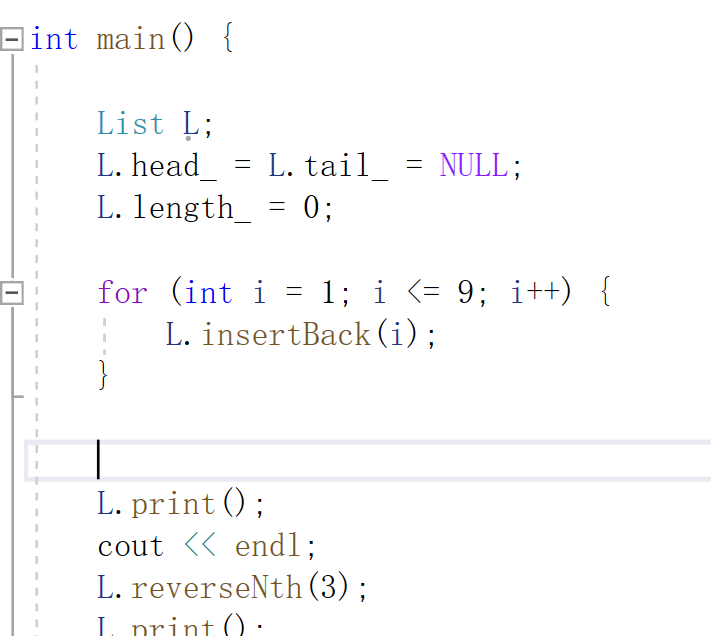 int main() {
List L;
L.head_ = L.tail_ = NULL;
L.length_ = 0;
for (int i = 1; i <= 9; i++) {
L.insertBack(i);
}
L.print();
cout << endl;
L.reverseNth(3);
L.print();